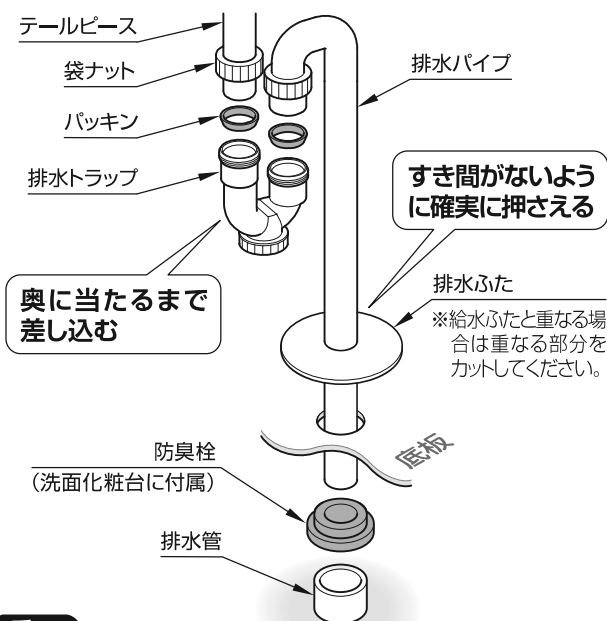 テールピース
袋ナット
パッキン
排水トラップ
排水パイプ
すき間がないよう
に確実に押さえる
奥に当たるまで
差し込む
排水ふた
※給水ふたと重なる場
合は重なる部分を
カットしてください。
底板
防臭栓
(洗面化粧台に付属)
排水管